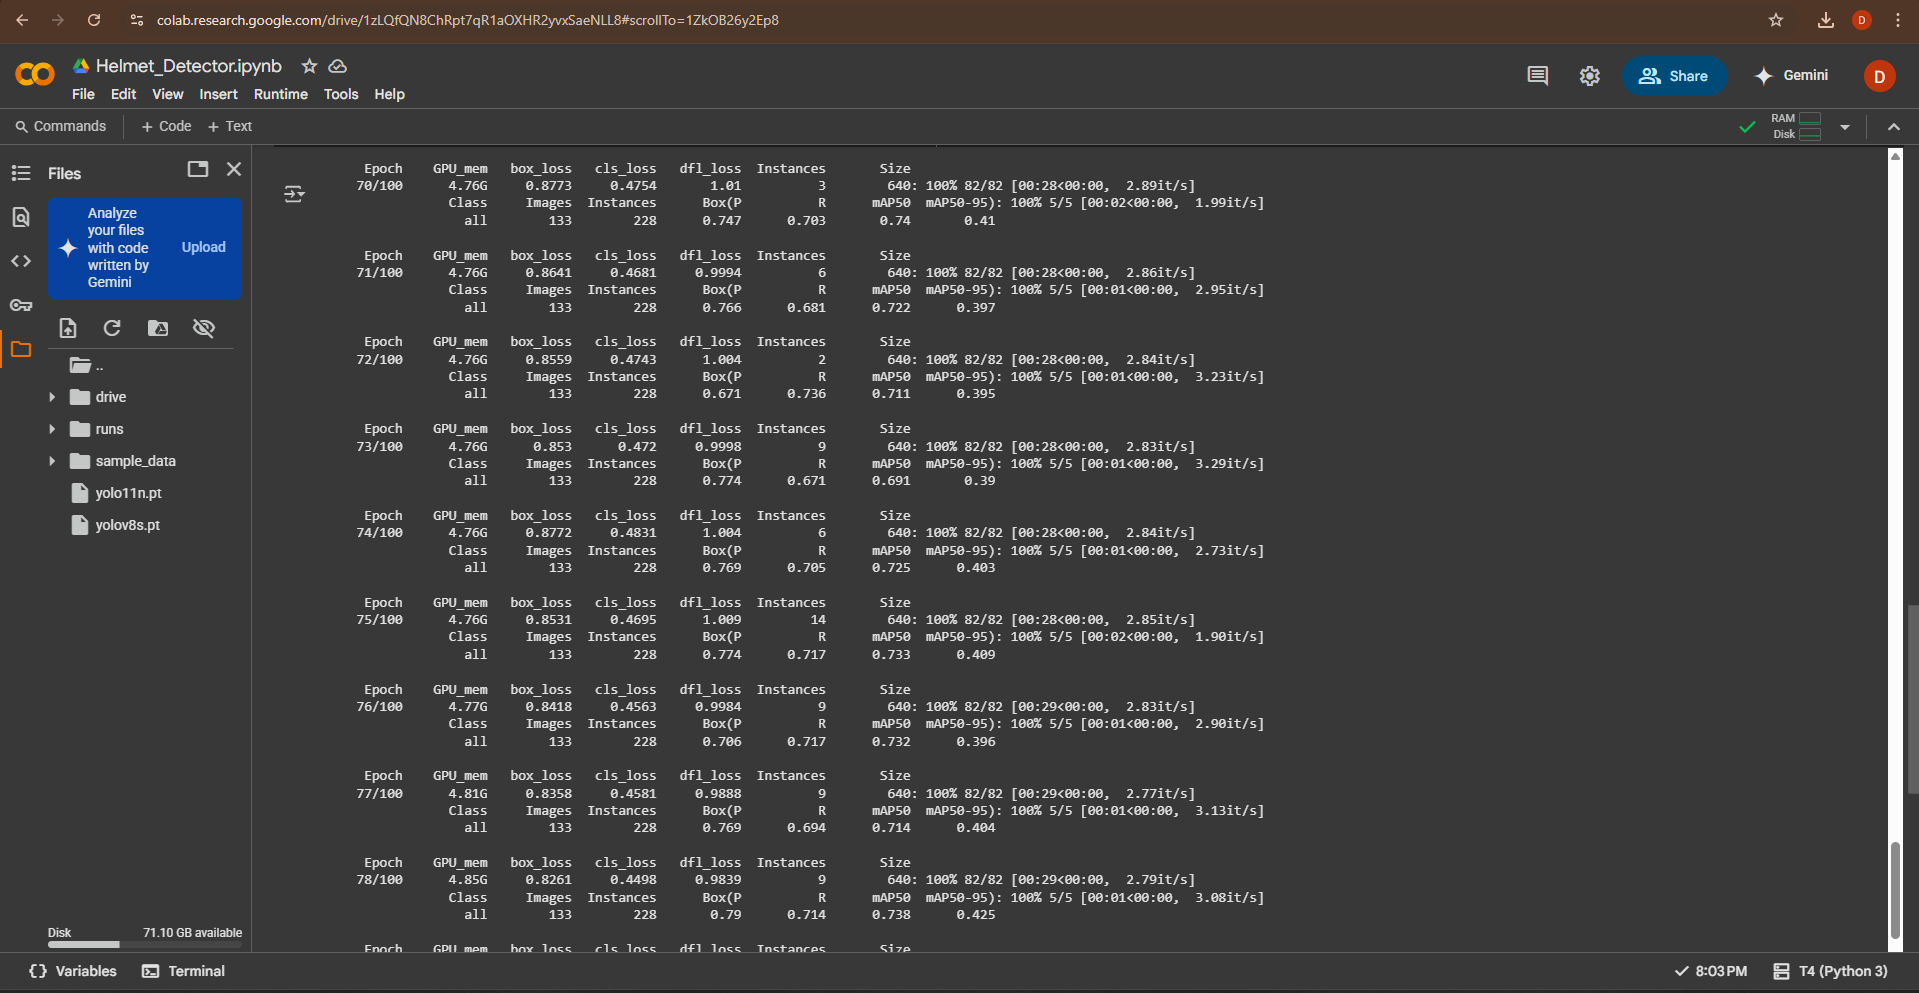 colab.research.google.com/drive/1zLQfQN8ChRpt7qR1aOXHR2yvxSaeNLL8#scrollTo=1ZkOB26y2Ep8
D
Helmet_Detector.ipynb
File Edit View Insert Runtime Tools Help
Share
Gemini
D
Commands + Code + Text
RAM
Disk
Files
Analyze
your files
with code
written by
Gemini
Upload
..
drive
runs
sample_data
yolo11n.pt
yolov8s.pt
Disk 71.10 GB available
Epoch GPU_mem box_loss cls_loss dfl_loss Instances Size
70/100 4.76G 0.8773 0.4754 1.01 3 640: 100% 82/82 [00:28<00:00, 2.89it/s]
Class Images Instances Box(P R mAP50 mAP50-95): 100% 5/5 [00:02<00:00, 1.99it/s]
all 133 228 0.747 0.703 0.74 0.41
Epoch GPU_mem box_loss cls_loss dfl_loss Instances Size
71/100 4.76G 0.8641 0.4681 0.9994 6 640: 100% 82/82 [00:28<00:00, 2.86it/s]
Class Images Instances Box(P R mAP50 mAP50-95): 100% 5/5 [00:01<00:00, 2.95it/s]
all 133 228 0.766 0.681 0.722 0.397
Epoch GPU_mem box_loss cls_loss dfl_loss Instances Size
72/100 4.76G 0.8559 0.4743 1.004 2 640: 100% 82/82 [00:28<00:00, 2.84it/s]
Class Images Instances Box(P R mAP50 mAP50-95): 100% 5/5 [00:01<00:00, 3.23it/s]
all 133 228 0.671 0.736 0.711 0.395
Epoch GPU_mem box_loss cls_loss dfl_loss Instances Size
73/100 4.76G 0.853 0.472 0.9998 9 640: 100% 82/82 [00:28<00:00, 2.83it/s]
Class Images Instances Box(P R mAP50 mAP50-95): 100% 5/5 [00:01<00:00, 3.29it/s]
all 133 228 0.774 0.671 0.691 0.39
Epoch GPU_mem box_loss cls_loss dfl_loss Instances Size
74/100 4.76G 0.8772 0.4831 1.004 6 640: 100% 82/82 [00:28<00:00, 2.84it/s]
Class Images Instances Box(P R mAP50 mAP50-95): 100% 5/5 [00:01<00:00, 2.73it/s]
all 133 228 0.769 0.705 0.725 0.403
Epoch GPU_mem box_loss cls_loss dfl_loss Instances Size
75/100 4.76G 0.8531 0.4695 1.009 14 640: 100% 82/82 [00:28<00:00, 2.85it/s]
Class Images Instances Box(P R mAP50 mAP50-95): 100% 5/5 [00:02<00:00, 1.90it/s]
all 133 228 0.774 0.717 0.733 0.409
Epoch GPU_mem box_loss cls_loss dfl_loss Instances Size
76/100 4.77G 0.8418 0.4563 0.9984 9 640: 100% 82/82 [00:29<00:00, 2.83it/s]
Class Images Instances Box(P R mAP50 mAP50-95): 100% 5/5 [00:01<00:00, 2.90it/s]
all 133 228 0.706 0.717 0.732 0.396
Epoch GPU_mem box_loss cls_loss dfl_loss Instances Size
77/100 4.81G 0.8358 0.4581 0.9888 9 640: 100% 82/82 [00:29<00:00, 2.77it/s]
Class Images Instances Box(P R mAP50 mAP50-95): 100% 5/5 [00:01<00:00, 3.13it/s]
all 133 228 0.769 0.694 0.714 0.404
Epoch GPU_mem box_loss cls_loss dfl_loss Instances Size
78/100 4.85G 0.8261 0.4498 0.9839 9 640: 100% 82/82 [00:29<00:00, 2.79it/s]
Class Images Instances Box(P R mAP50 mAP50-95): 100% 5/5 [00:01<00:00, 3.08it/s]
all 133 228 0.79 0.714 0.738 0.425
Epoch GPU_mem box_loss cls_loss dfl_loss Instances Size
Variables Terminal
8:03 PM T4 (Python 3)